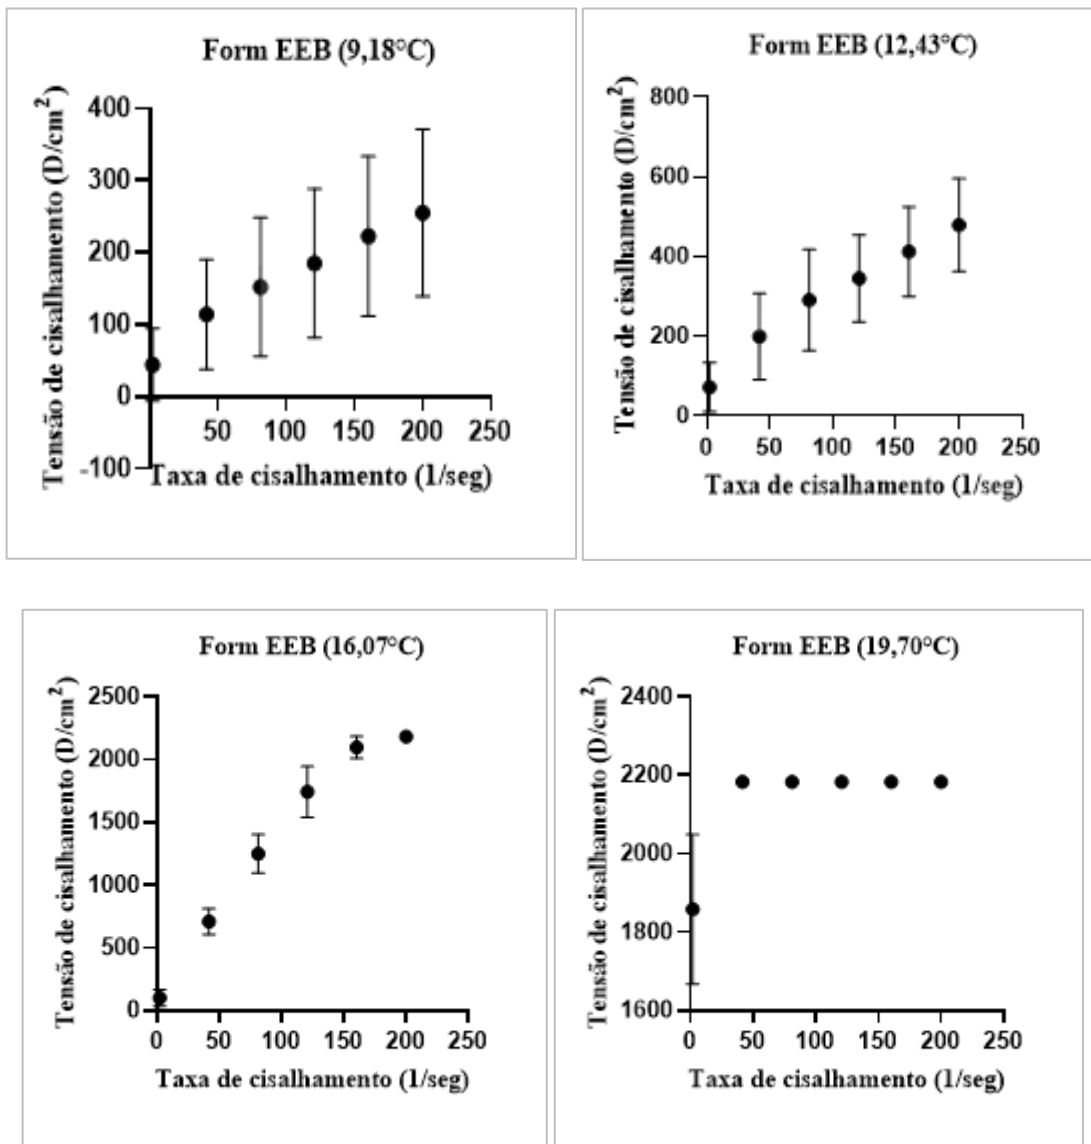 Form EEB (9,18°C)
Tensão de cisalhamento (D/cm²)
400
300
200
100
0
-100
50 100 150 200 250
Taxa de cisalhamento (1/seg)
Form EEB (12,43°C)
Tensão de cisalhamento (D/cm²)
800
600
400
200
0
0 50 100 150 200 250
Taxa de cisalhamento (1/seg)
Form EEB (16,07°C)
Tensão de cisalhamento (D/cm²)
2500
2000
1500
1000
500
0
0 50 100 150 200 250
Taxa de cisalhamento (1/seg)
Form EEB (19,70°C)
Tensão de cisalhamento (D/cm²)
2400
2200
2000
1800
1600
0 50 100 150 200 250
Taxa de cisalhamento (1/seg)